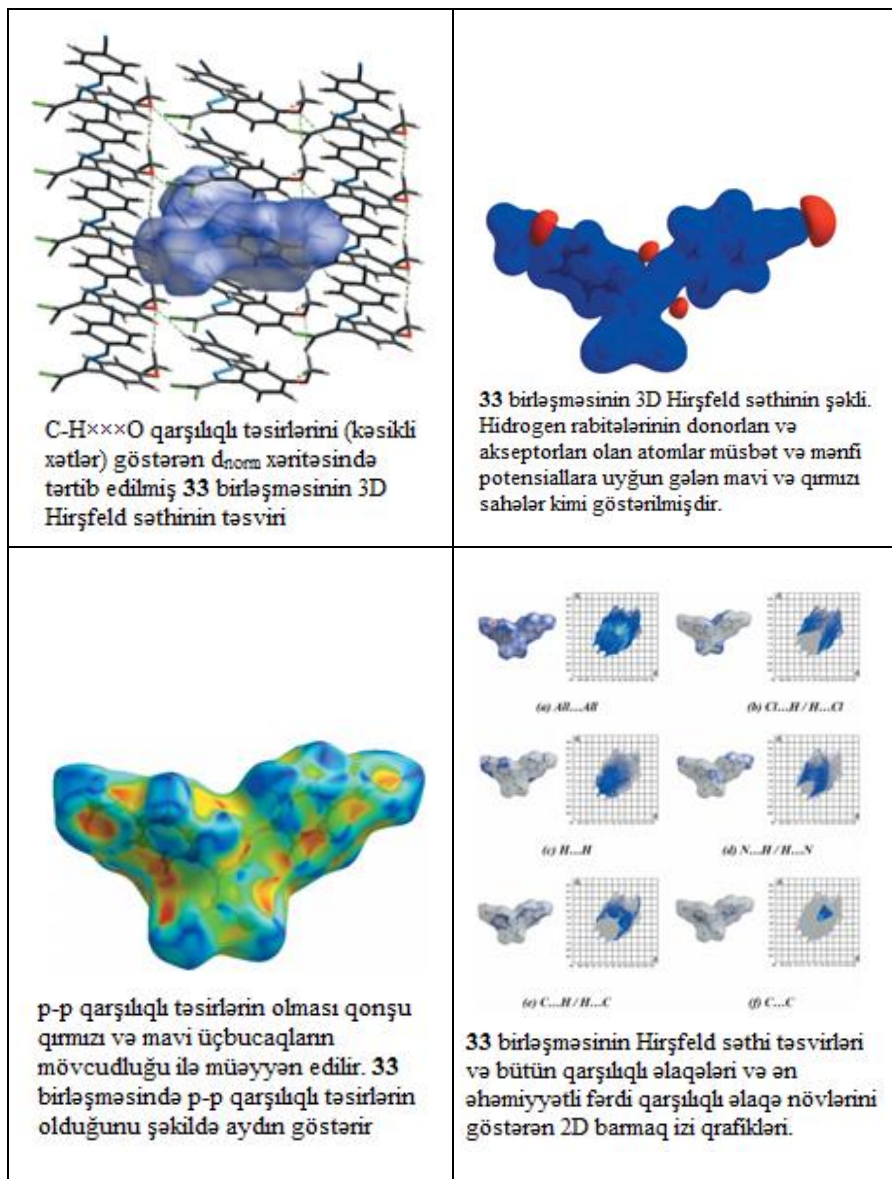 C-H×××O qarşılıqlı təsirlərini (kəsikli
xətlər) göstərən dnorm xəritəsində
tərtib edilmiş 33 birləşməsinin 3D
Hirşfeld səthinin təsviri
33 birləşməsinin 3D Hirşfeld səthinin şəkli.
Hidrogen rabitələrinin donorları və
akseptorları olan atomlar müsbət və mənfi
potensiallara uyğun gələn mavi və qırmızı
sahələr kimi göstərilmişdir.
p-p qarşılıqlı təsirlərin olması qonşu
qırmızı və mavi üçbucaqların
mövcudluğu ilə müəyyən edilir. 33
birləşməsində p-p qarşılıqlı təsirlərin
olduğunu şəkildə aydın göstərir
(a) All...All
(b) Cl...H / H...Cl
(c) H...H
(d) N...H / H...N
(e) C...H / H...C
(f) C...C
33 birləşməsinin Hirşfeld səthi təsvirləri
və bütün qarşılıqlı əlaqələri və ən
əhəmiyyətli fərdi qarşılıqlı əlaqə növlərini
göstərən 2D barmaq izi qrafikləri.